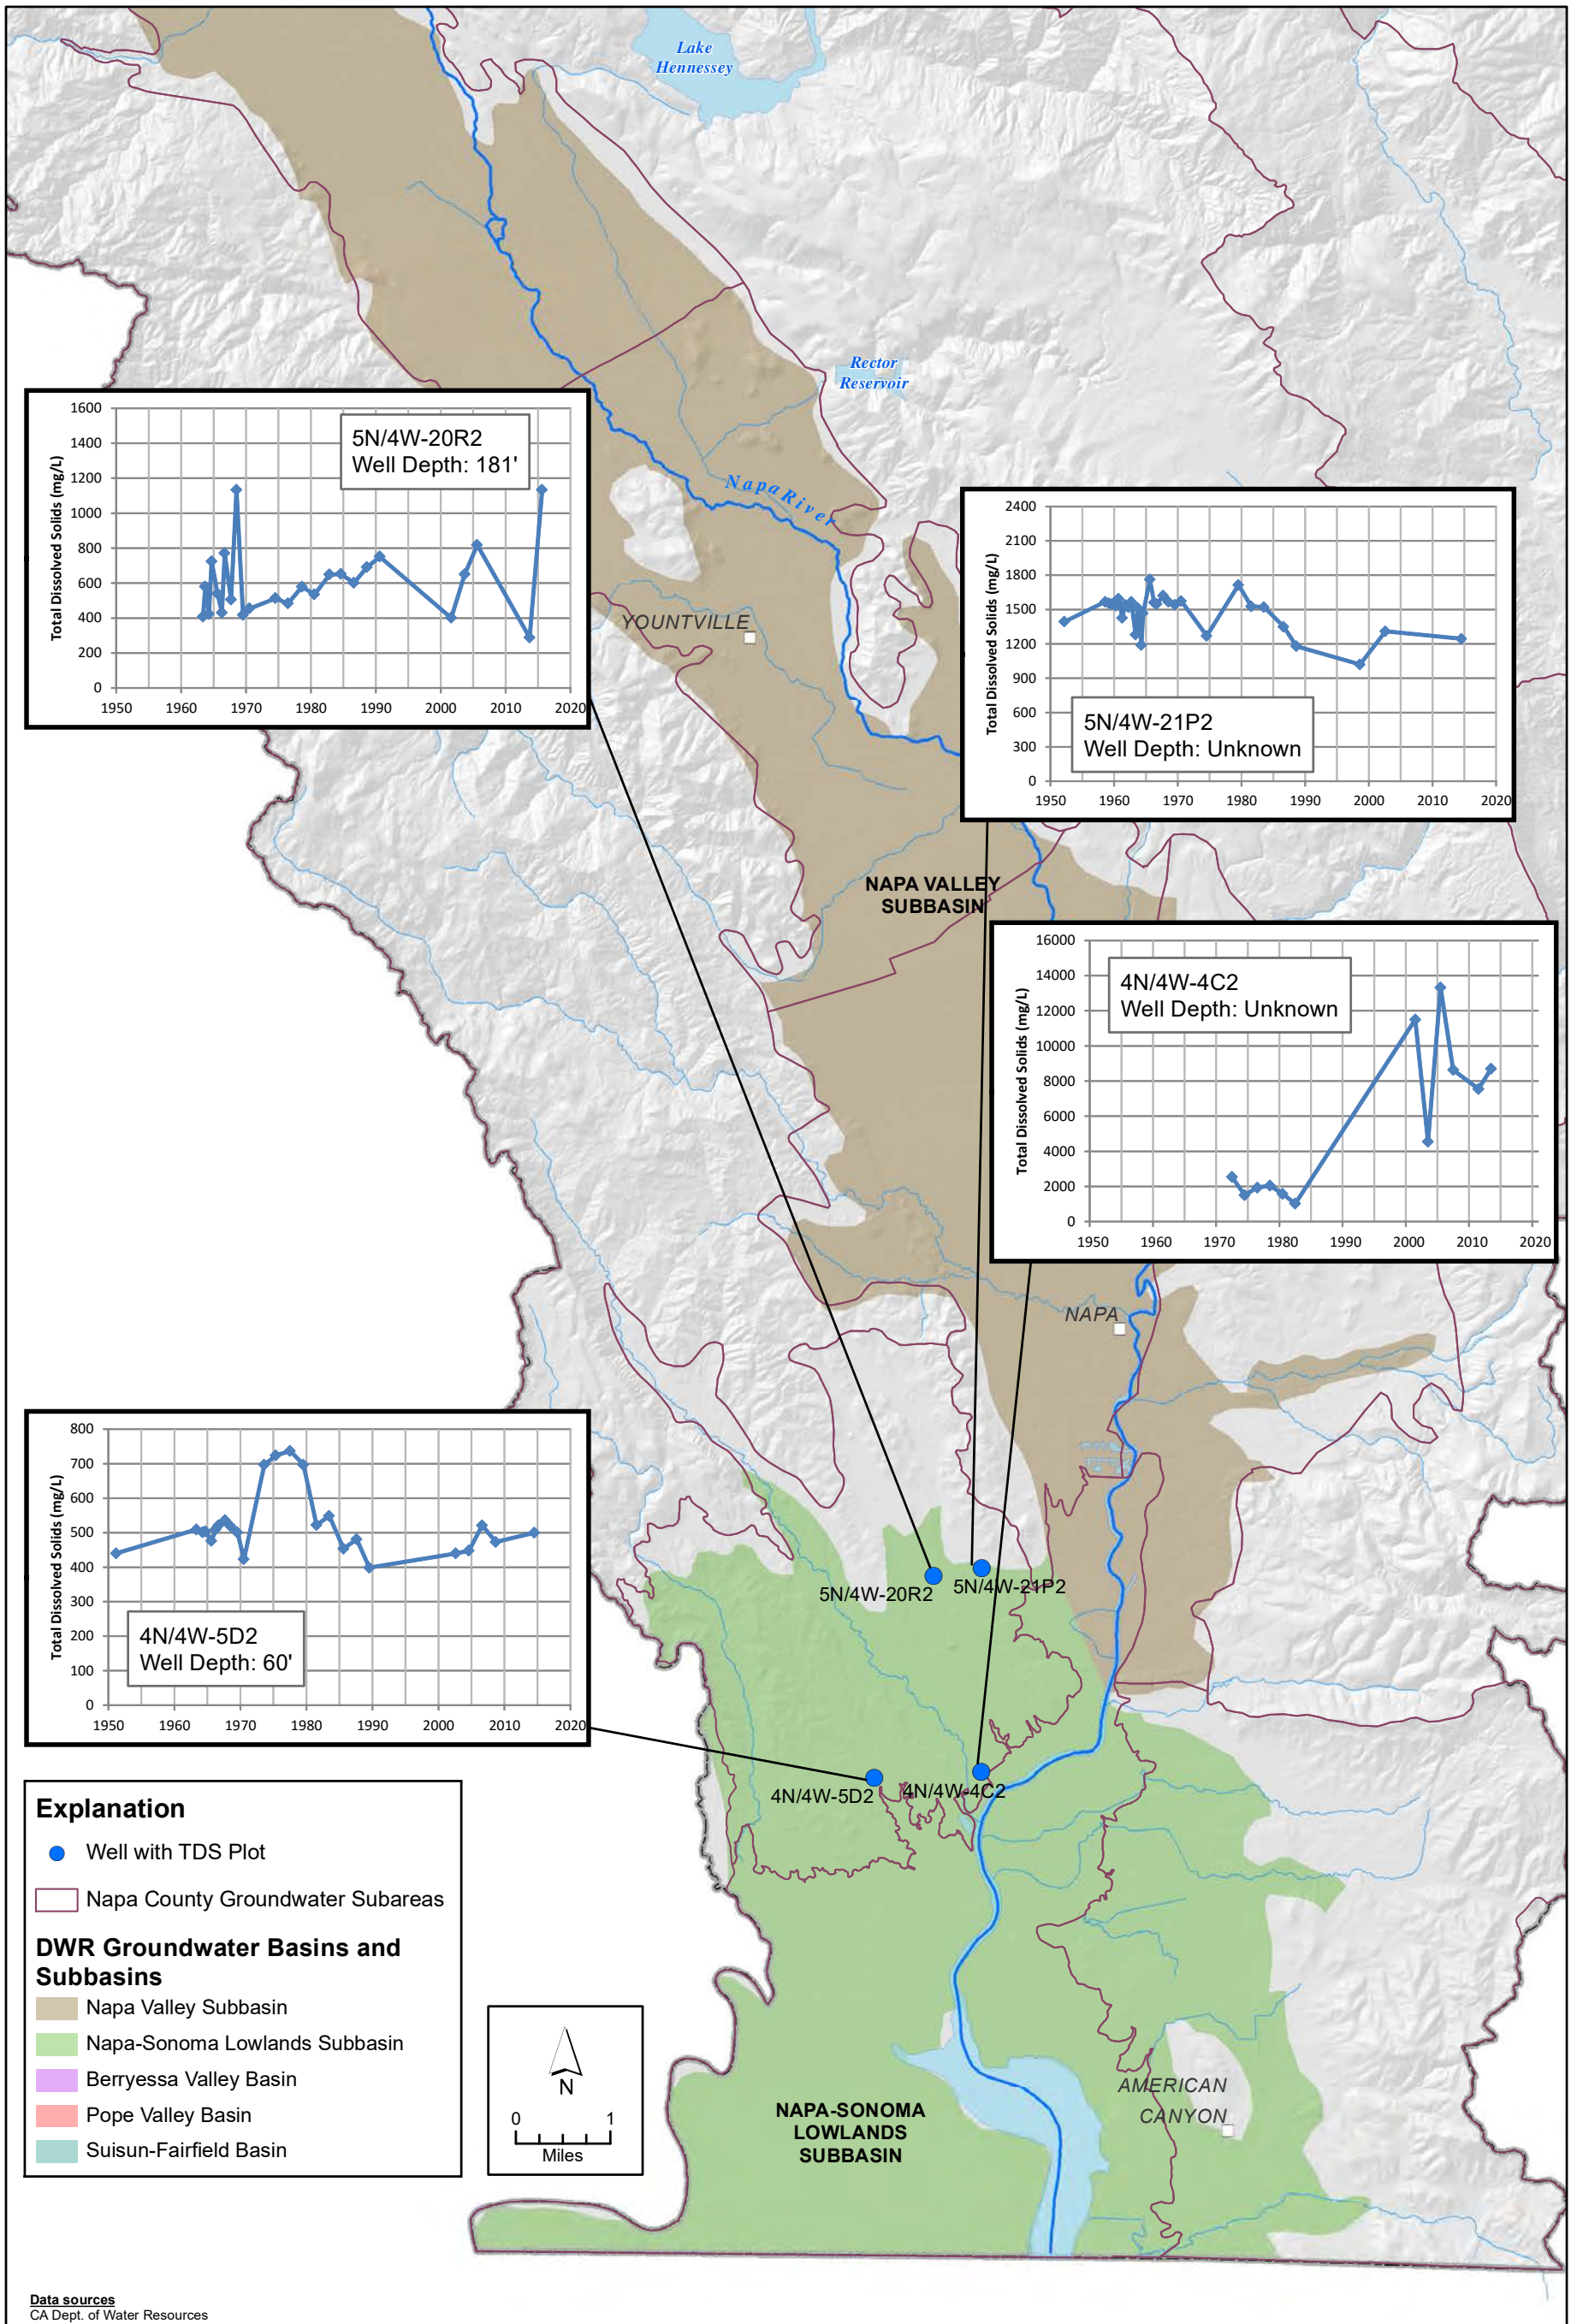 Lake
Hennessey
Rector
Reservoir
Napa River
YOUNTVILLE
1600
1400
1200
1000
800
600
400
200
0
Total Dissolved Solids (mg/L)
5N/4W-20R2
Well Depth: 181'
1950 1960 1970 1980 1990 2000 2010 2020
2400
2100
1800
1500
1200
900
600
300
0
Total Dissolved Solids (mg/L)
5N/4W-21P2
Well Depth: Unknown
1950 1960 1970 1980 1990 2000 2010 2020
NAPA VALLEY
SUBBASIN
16000
14000
12000
10000
8000
6000
4000
2000
0
Total Dissolved Solids (mg/L)
4N/4W-4C2
Well Depth: Unknown
1950 1960 1970 1980 1990 2000 2010 2020
NAPA
800
700
600
500
400
300
200
100
0
Total Dissolved Solids (mg/L)
4N/4W-5D2
Well Depth: 60'
1950 1960 1970 1980 1990 2000 2010 2020
5N/4W-20R2
5N/4W-21P2
4N/4W-5D2
4N/4W-4C2
Explanation
Well with TDS Plot
Napa County Groundwater Subareas
DWR Groundwater Basins and
Subbasins
Napa Valley Subbasin
Napa-Sonoma Lowlands Subbasin
Berryessa Valley Basin
Pope Valley Basin
Suisun-Fairfield Basin
N
0 1
Miles
NAPA-SONOMA
LOWLANDS
SUBBASIN
AMERICAN
CANYON
Data sources
CA Dept. of Water Resources